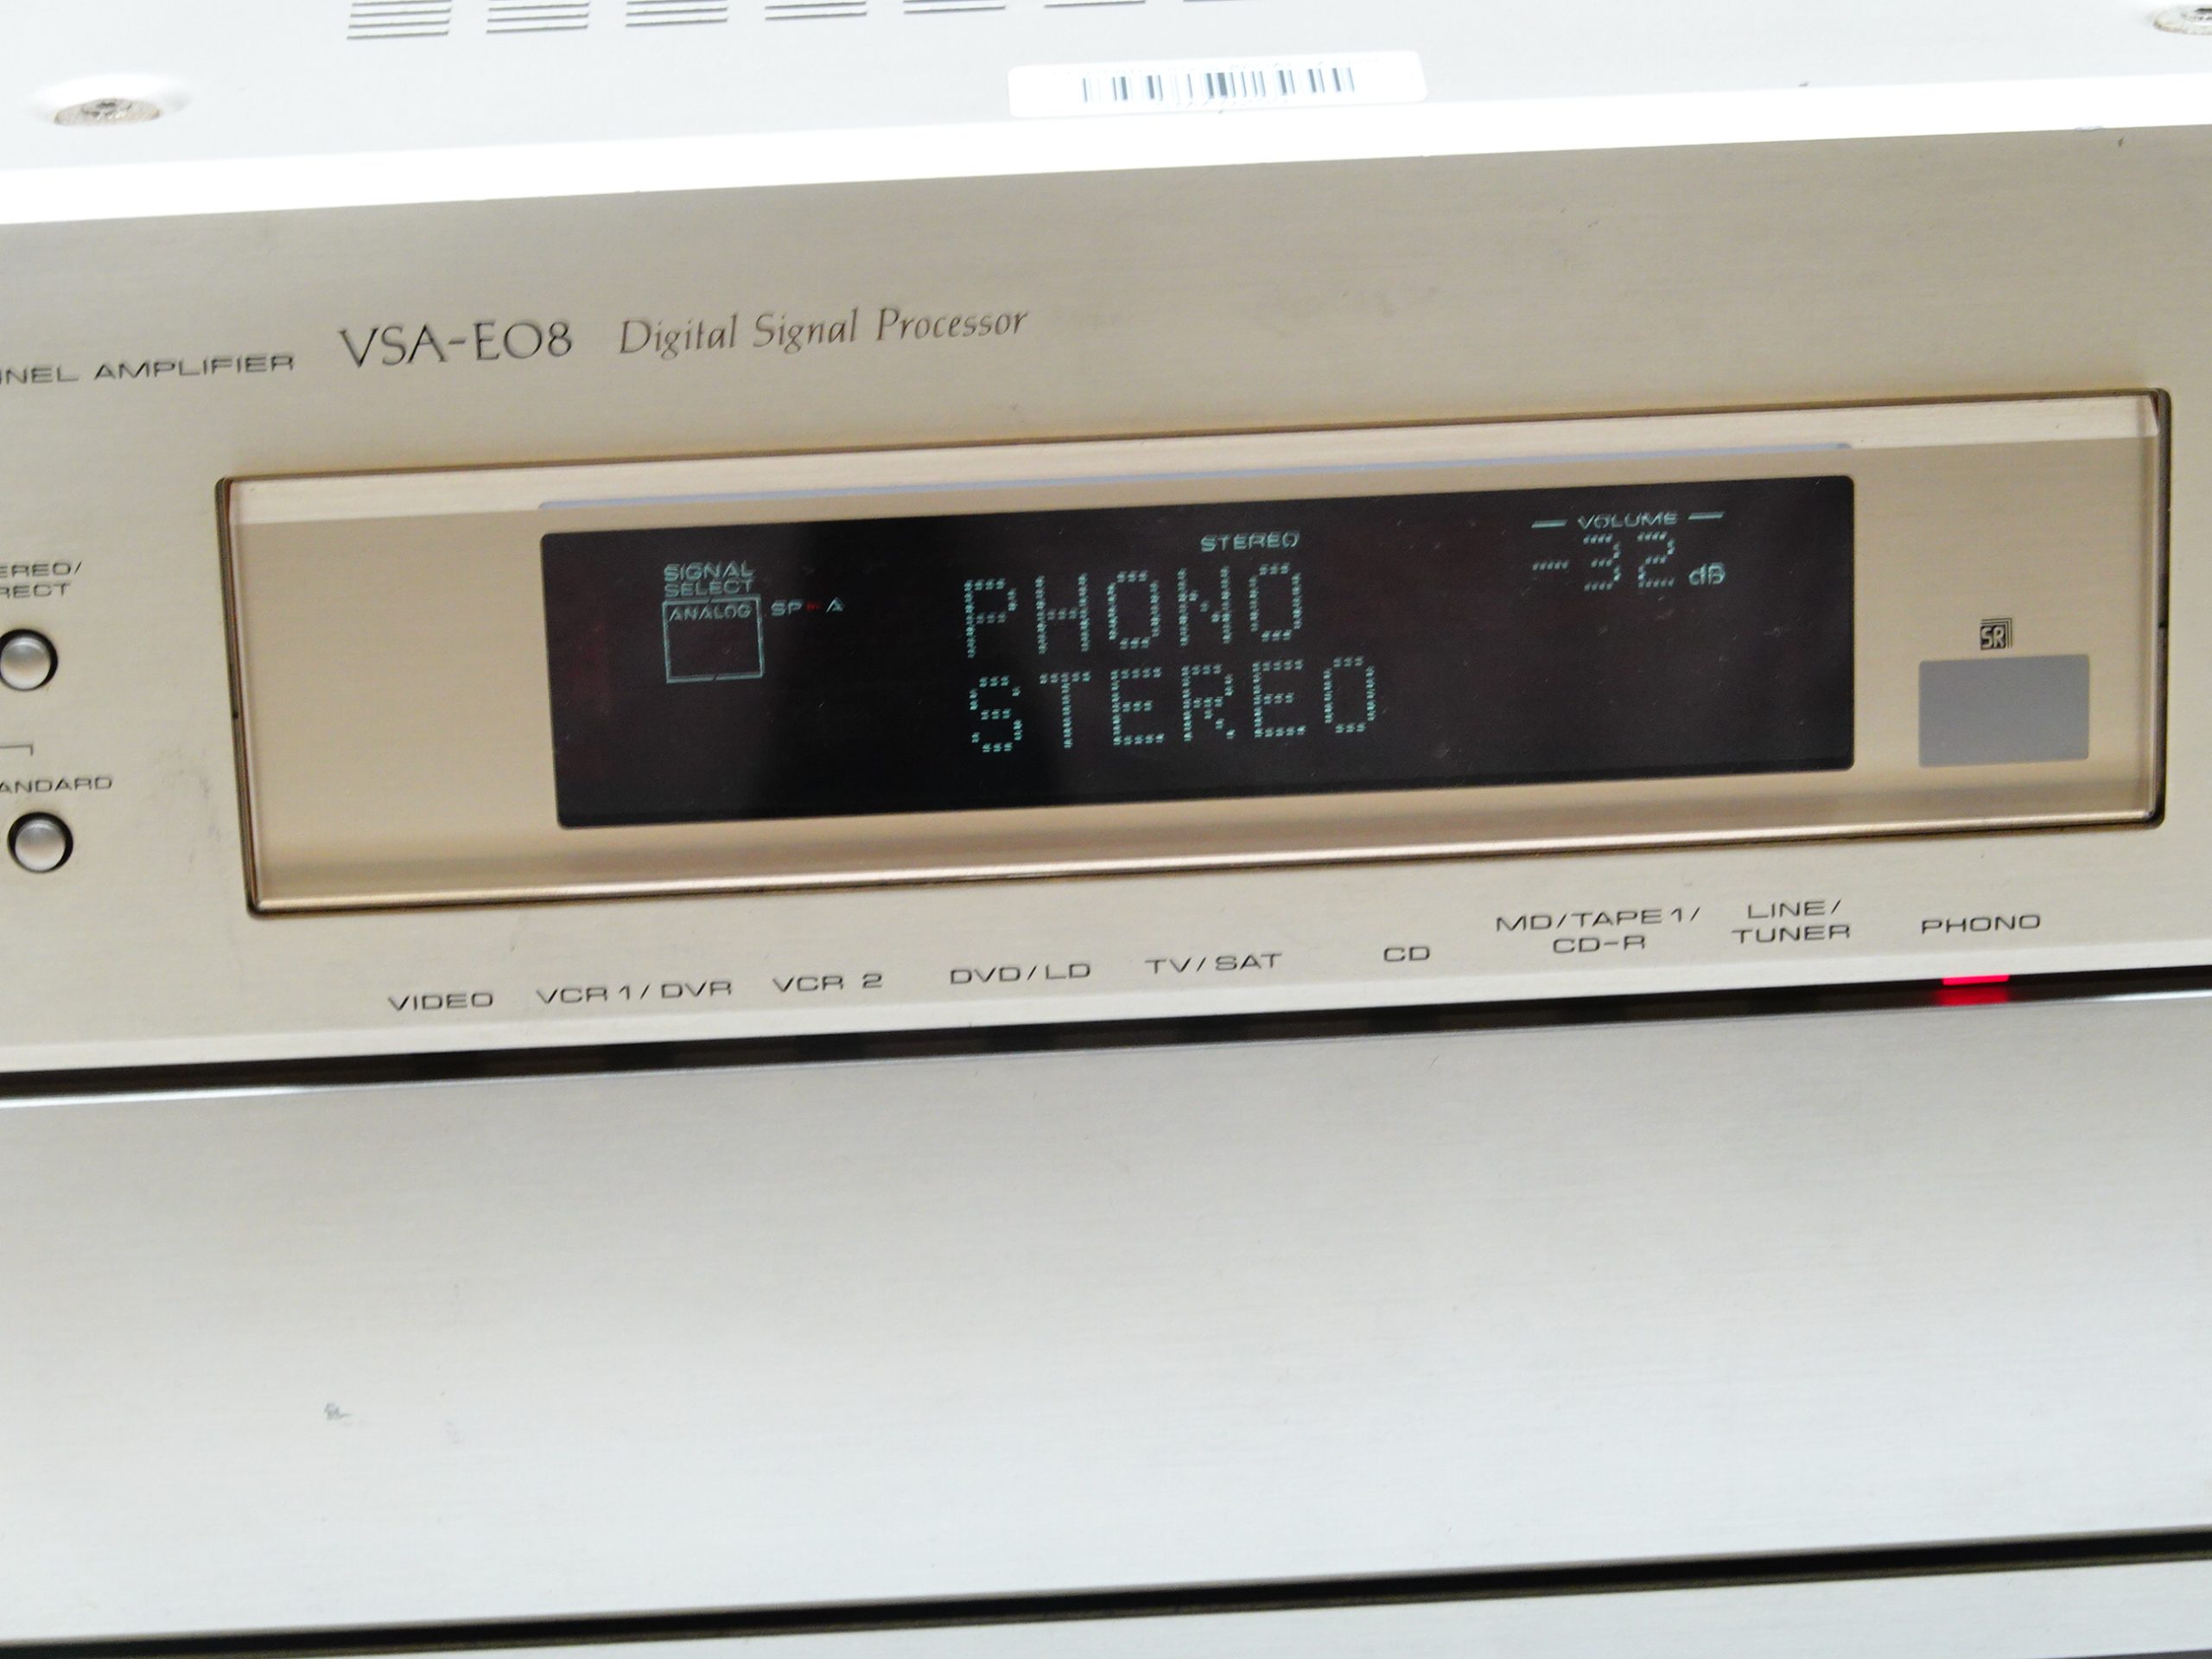 NNEL AMPLIFIER VSA-E08 Digital Signal Processor
STEREO
VOLUME
SIGNAL
SELECT
ANALOG
SP A
PHONO
-32 dB
STEREO
SR
EREO/
RECT
ANDARD
VIDEO
VCR 1/DVR
VCR 2
DVD/LD
TV/SAT
CD
MD/TAPE 1/
CD-R
LINE/
TUNER
PHONO